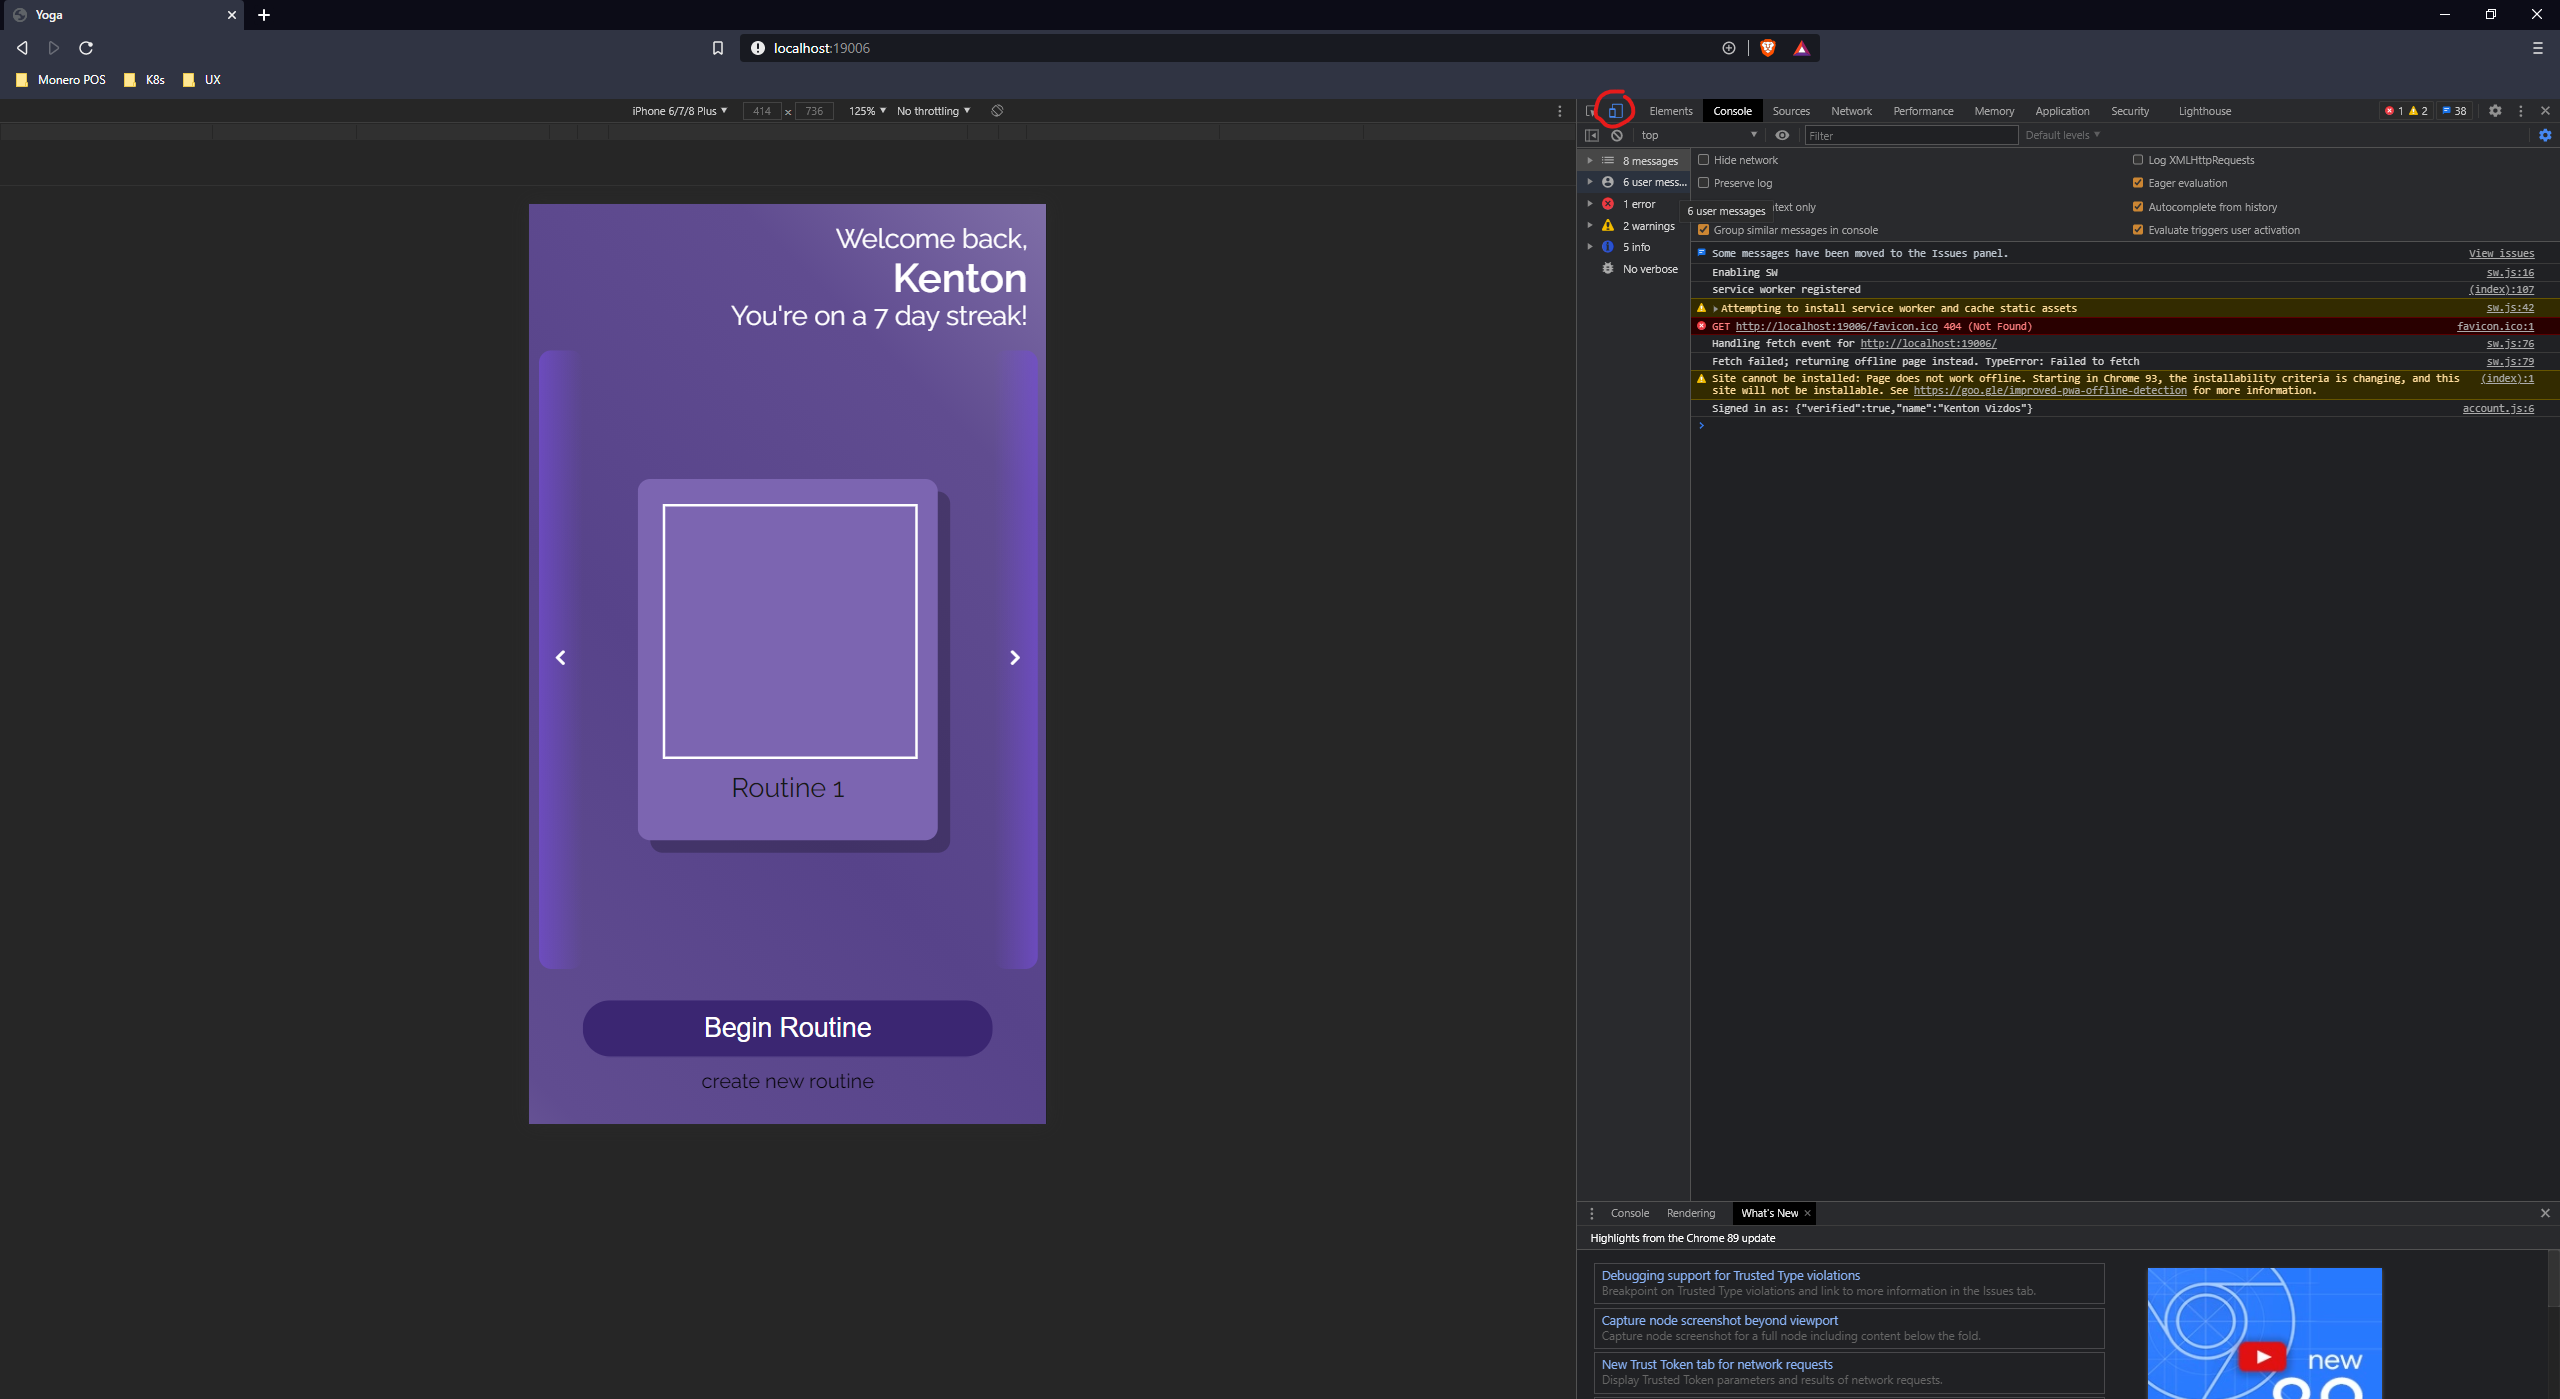 Yoga
localhost:19006
Monero POS K8s UX
iPhone 6/7/8 Plus 414 x 736 125% No throttling
Welcome back,
Kenton
You're on a 7 day streak!
Routine 1
Begin Routine
create new routine
Elements Console Sources Network Performance Memory Application Security Lighthouse 1 2 38
top Filter Default levels
8 messages
6 user mess...
1 error
2 warnings
5 info
No verbose
6 user messages
Hide network Log XMLHttpRequests
Preserve log Eager evaluation
text only Autocomplete from history
Group similar messages in console Evaluate triggers user activation
Some messages have been moved to the Issues panel. View issues
Enabling SW sw.js:16
service worker registered (index):107
Attempting to install service worker and cache static assets sw.js:42
GET http://localhost:19006/favicon.ico 404 (Not Found) favicon.ico:1
Handling fetch event for http://localhost:19006/ sw.js:76
Fetch failed; returning offline page instead. TypeError: Failed to fetch sw.js:79
Site cannot be installed: Page does not work offline. Starting in Chrome 93, the installability criteria is changing, and this (index):1
site will not be installable. See https://goo.gle/improved-pwa-offline-detection for more information.
Signed in as: {"verified":true,"name":"Kenton Vizdos"} account.js:6
Console Rendering What's New
Highlights from the Chrome 89 update
Debugging support for Trusted Type violations
Breakpoint on Trusted Type violations and link to more information in the Issues tab.
Capture node screenshot beyond viewport
Capture node screenshot for a full node including content below the fold.
New Trust Token tab for network requests
Display Trusted Token parameters and results of network requests.
new
89